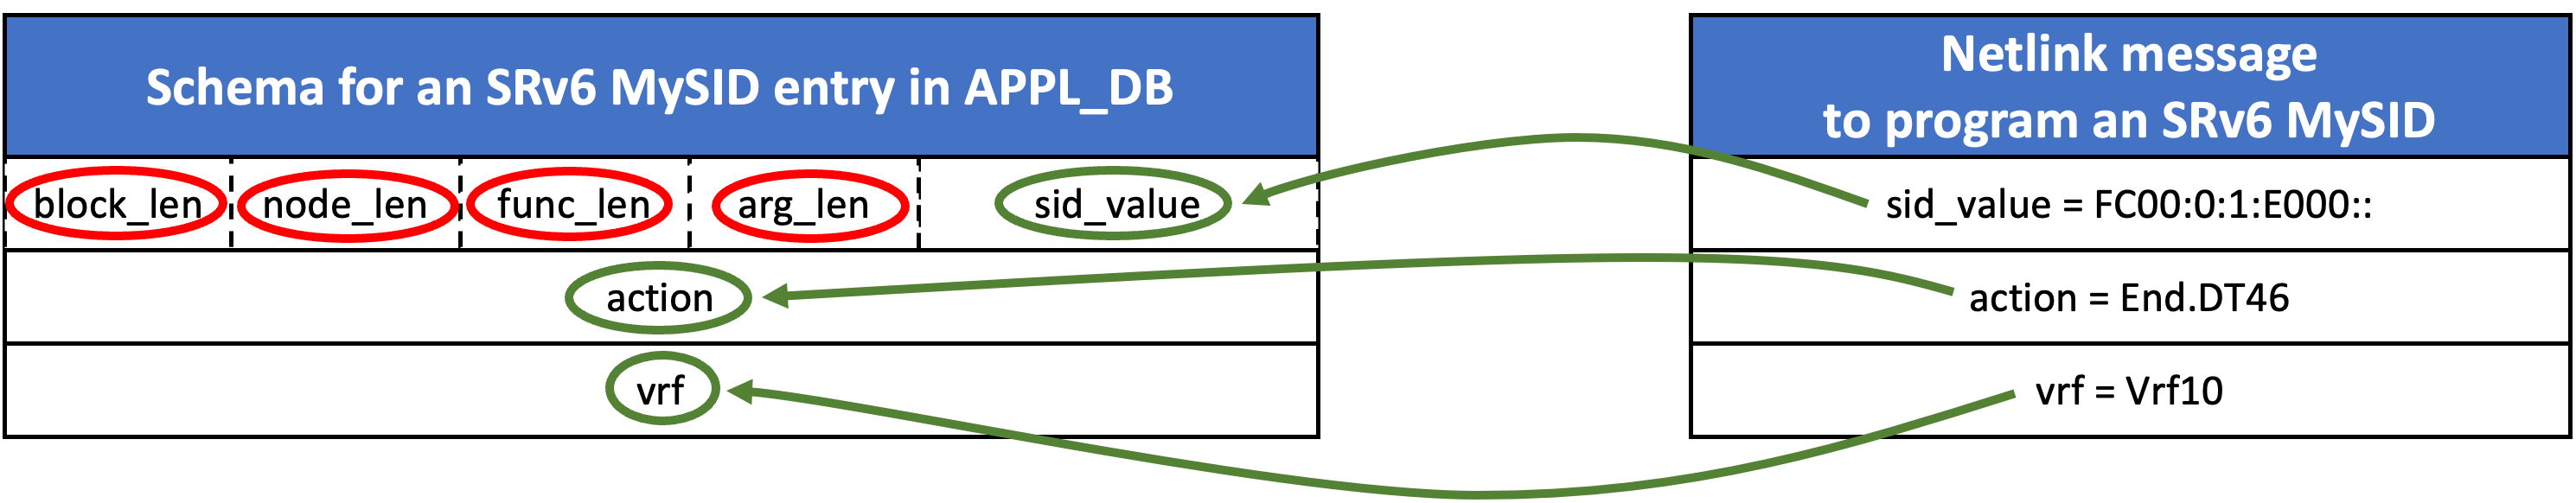 Schema for an SRv6 MySID entry in APPL_DB
block_len node_len func_len arg_len sid_value
action
vrf
Netlink message
to program an SRv6 MySID
sid_value = FC00:0:1:E000::
action = End.DT46
vrf = Vrf10